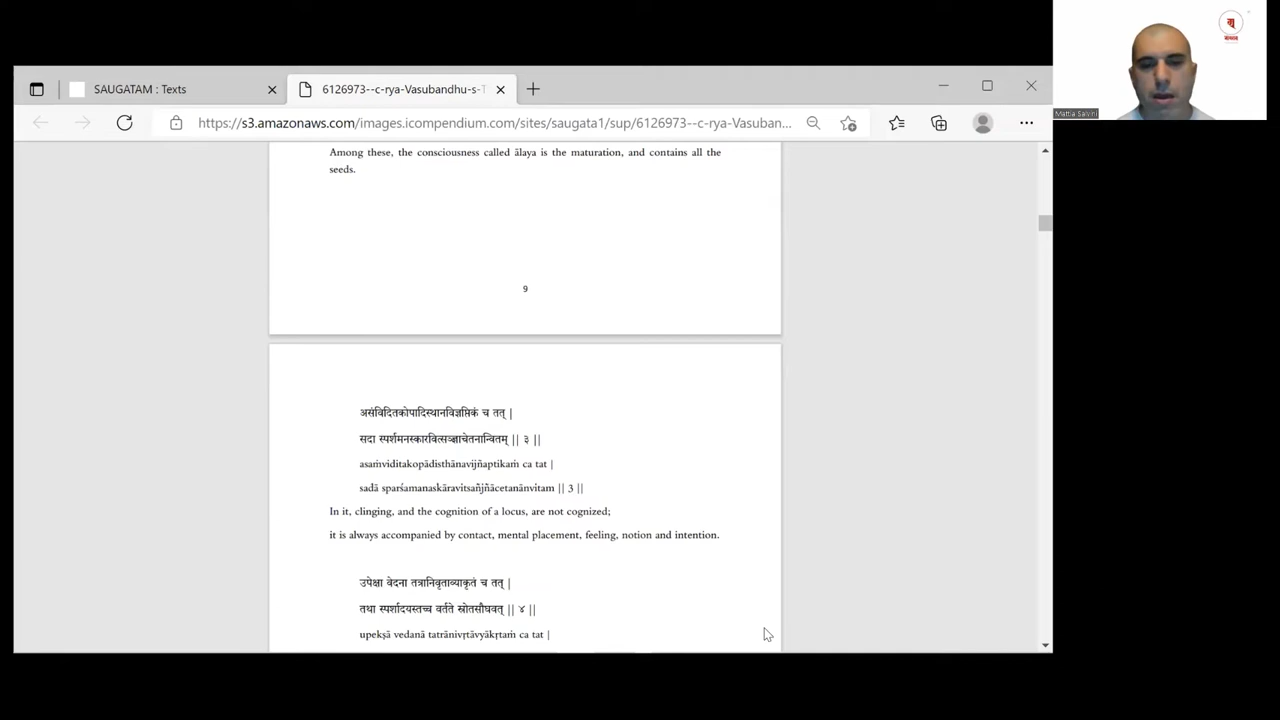 SAUGATAM : Texts
6126973--c-rya-Vasubandhu-s-T
https://s3.amazonaws.com/images.icompendium.com/sites/saugata1/sup/6126973--c-rya-Vasuban...
Mattia Salvini
Among these, the consciousness called ālaya is the maturation, and contains all the
seeds.
9
असंविदितकोपादिस्थानविज्ञप्तिकं च तत् |
सदा स्पर्शमनस्कारवित्सञ्ज्ञाचेतनान्वितम् || ३ ||
asaṁviditakopādisthānavijñaptikaṁ ca tat |
sadā sparśamanaskāravitsañjñācetanānvitam || 3 ||
In it, clinging, and the cognition of a locus, are not cognized;
it is always accompanied by contact, mental placement, feeling, notion and intention.
उपेक्षा वेदना तत्रानिवृताव्याकृतं च तत् |
तथा स्पर्शादयस्तच्च वर्तते स्रोतसौघवत् || ४ ||
upekṣā vedanā tatrānivṛtāvyākṛtaṁ ca tat |